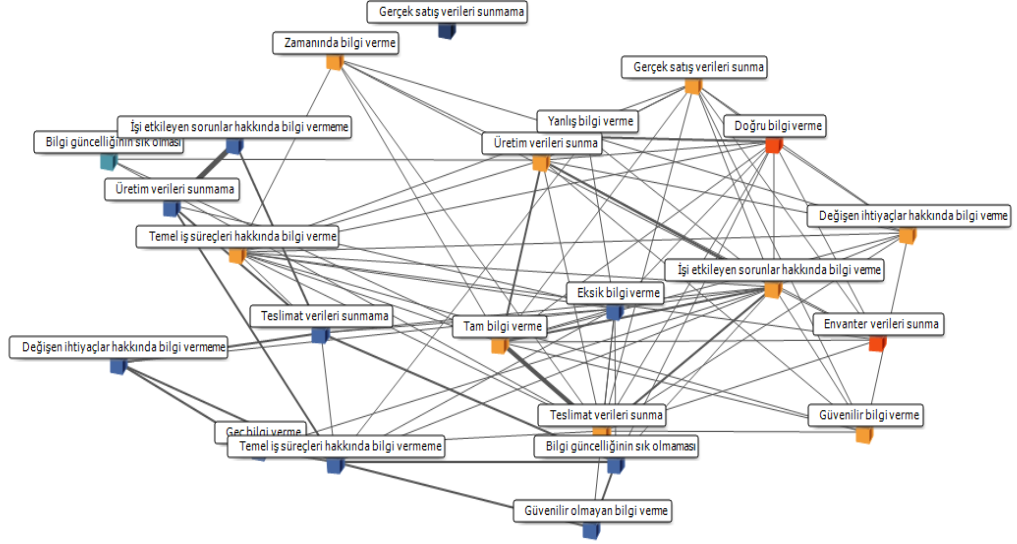 Gerçek satış verileri sunmama
Zamanında bilgi verme
Gerçek satış verileri sunma
Yanlış bilgi verme
Doğru bilgi verme
İşi etkileyen sorunlar hakkında bilgi vermeme
Bilgi güncelliğinin sık olması
Üretim verileri sunma
Üretim verileri sunmama
Değişen ihtiyaçlar hakkında bilgi verme
Temel iş süreçleri hakkında bilgi verme
İşi etkileyen sorunlar hakkında bilgi verme
Eksik bilgi verme
Teslimat verileri sunmama
Tam bilgi verme
Envanter verileri sunma
Değişen ihtiyaçlar hakkında bilgi vermeme
Teslimat verileri sunma
Güvenilir bilgi verme
Geç bilgi verme
Temel iş süreçleri hakkında bilgi vermeme
Bilgi güncelliğinin sık olmaması
Güvenilir olmayan bilgi verme